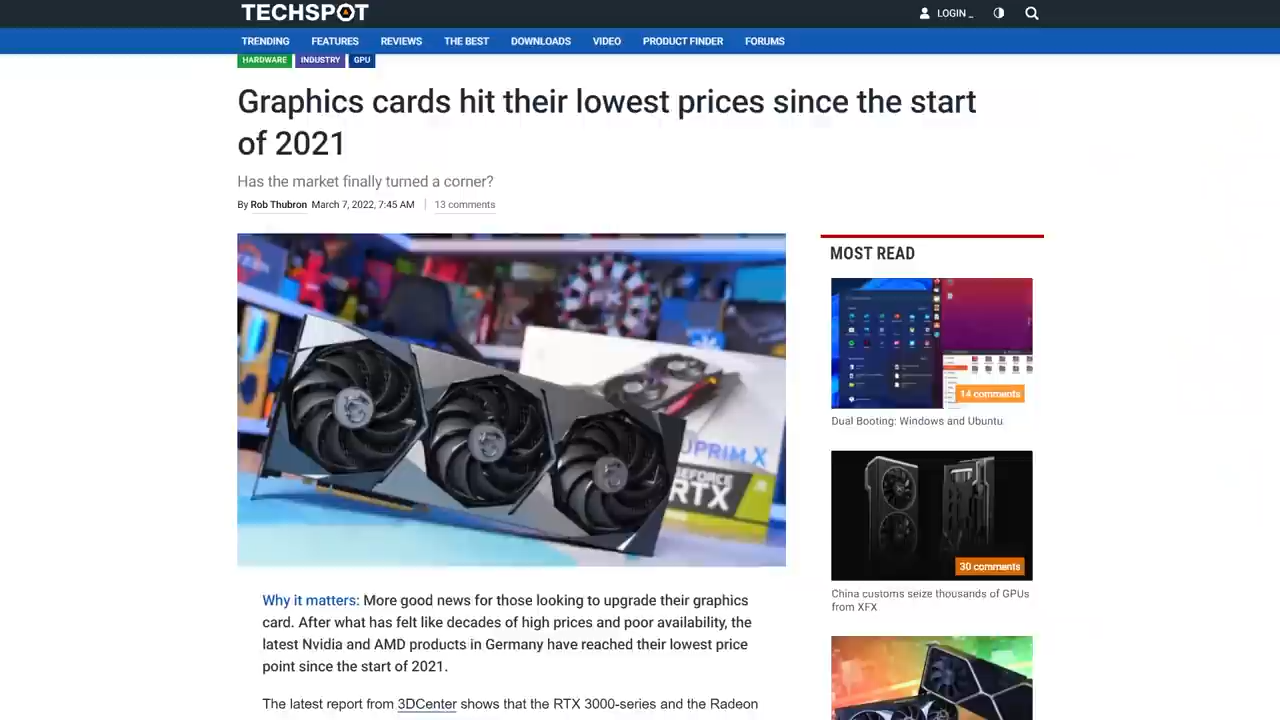 TECHSPOT
LOGIN _
TRENDING FEATURES REVIEWS THE BEST DOWNLOADS VIDEO PRODUCT FINDER FORUMS
HARDWARE INDUSTRY GPU
Graphics cards hit their lowest prices since the start
of 2021
Has the market finally turned a corner?
By Rob Thubron March 7, 2022, 7:45 AM 13 comments
UPRIM X
GEFORCE
RTX
Why it matters: More good news for those looking to upgrade their graphics
card. After what has felt like decades of high prices and poor availability, the
latest Nvidia and AMD products in Germany have reached their lowest price
point since the start of 2021.
The latest report from 3DCenter shows that the RTX 3000-series and the Radeon
MOST READ
14 comments
Dual Booting: Windows and Ubuntu
30 comments
China customs seize thousands of GPUs
from XFX